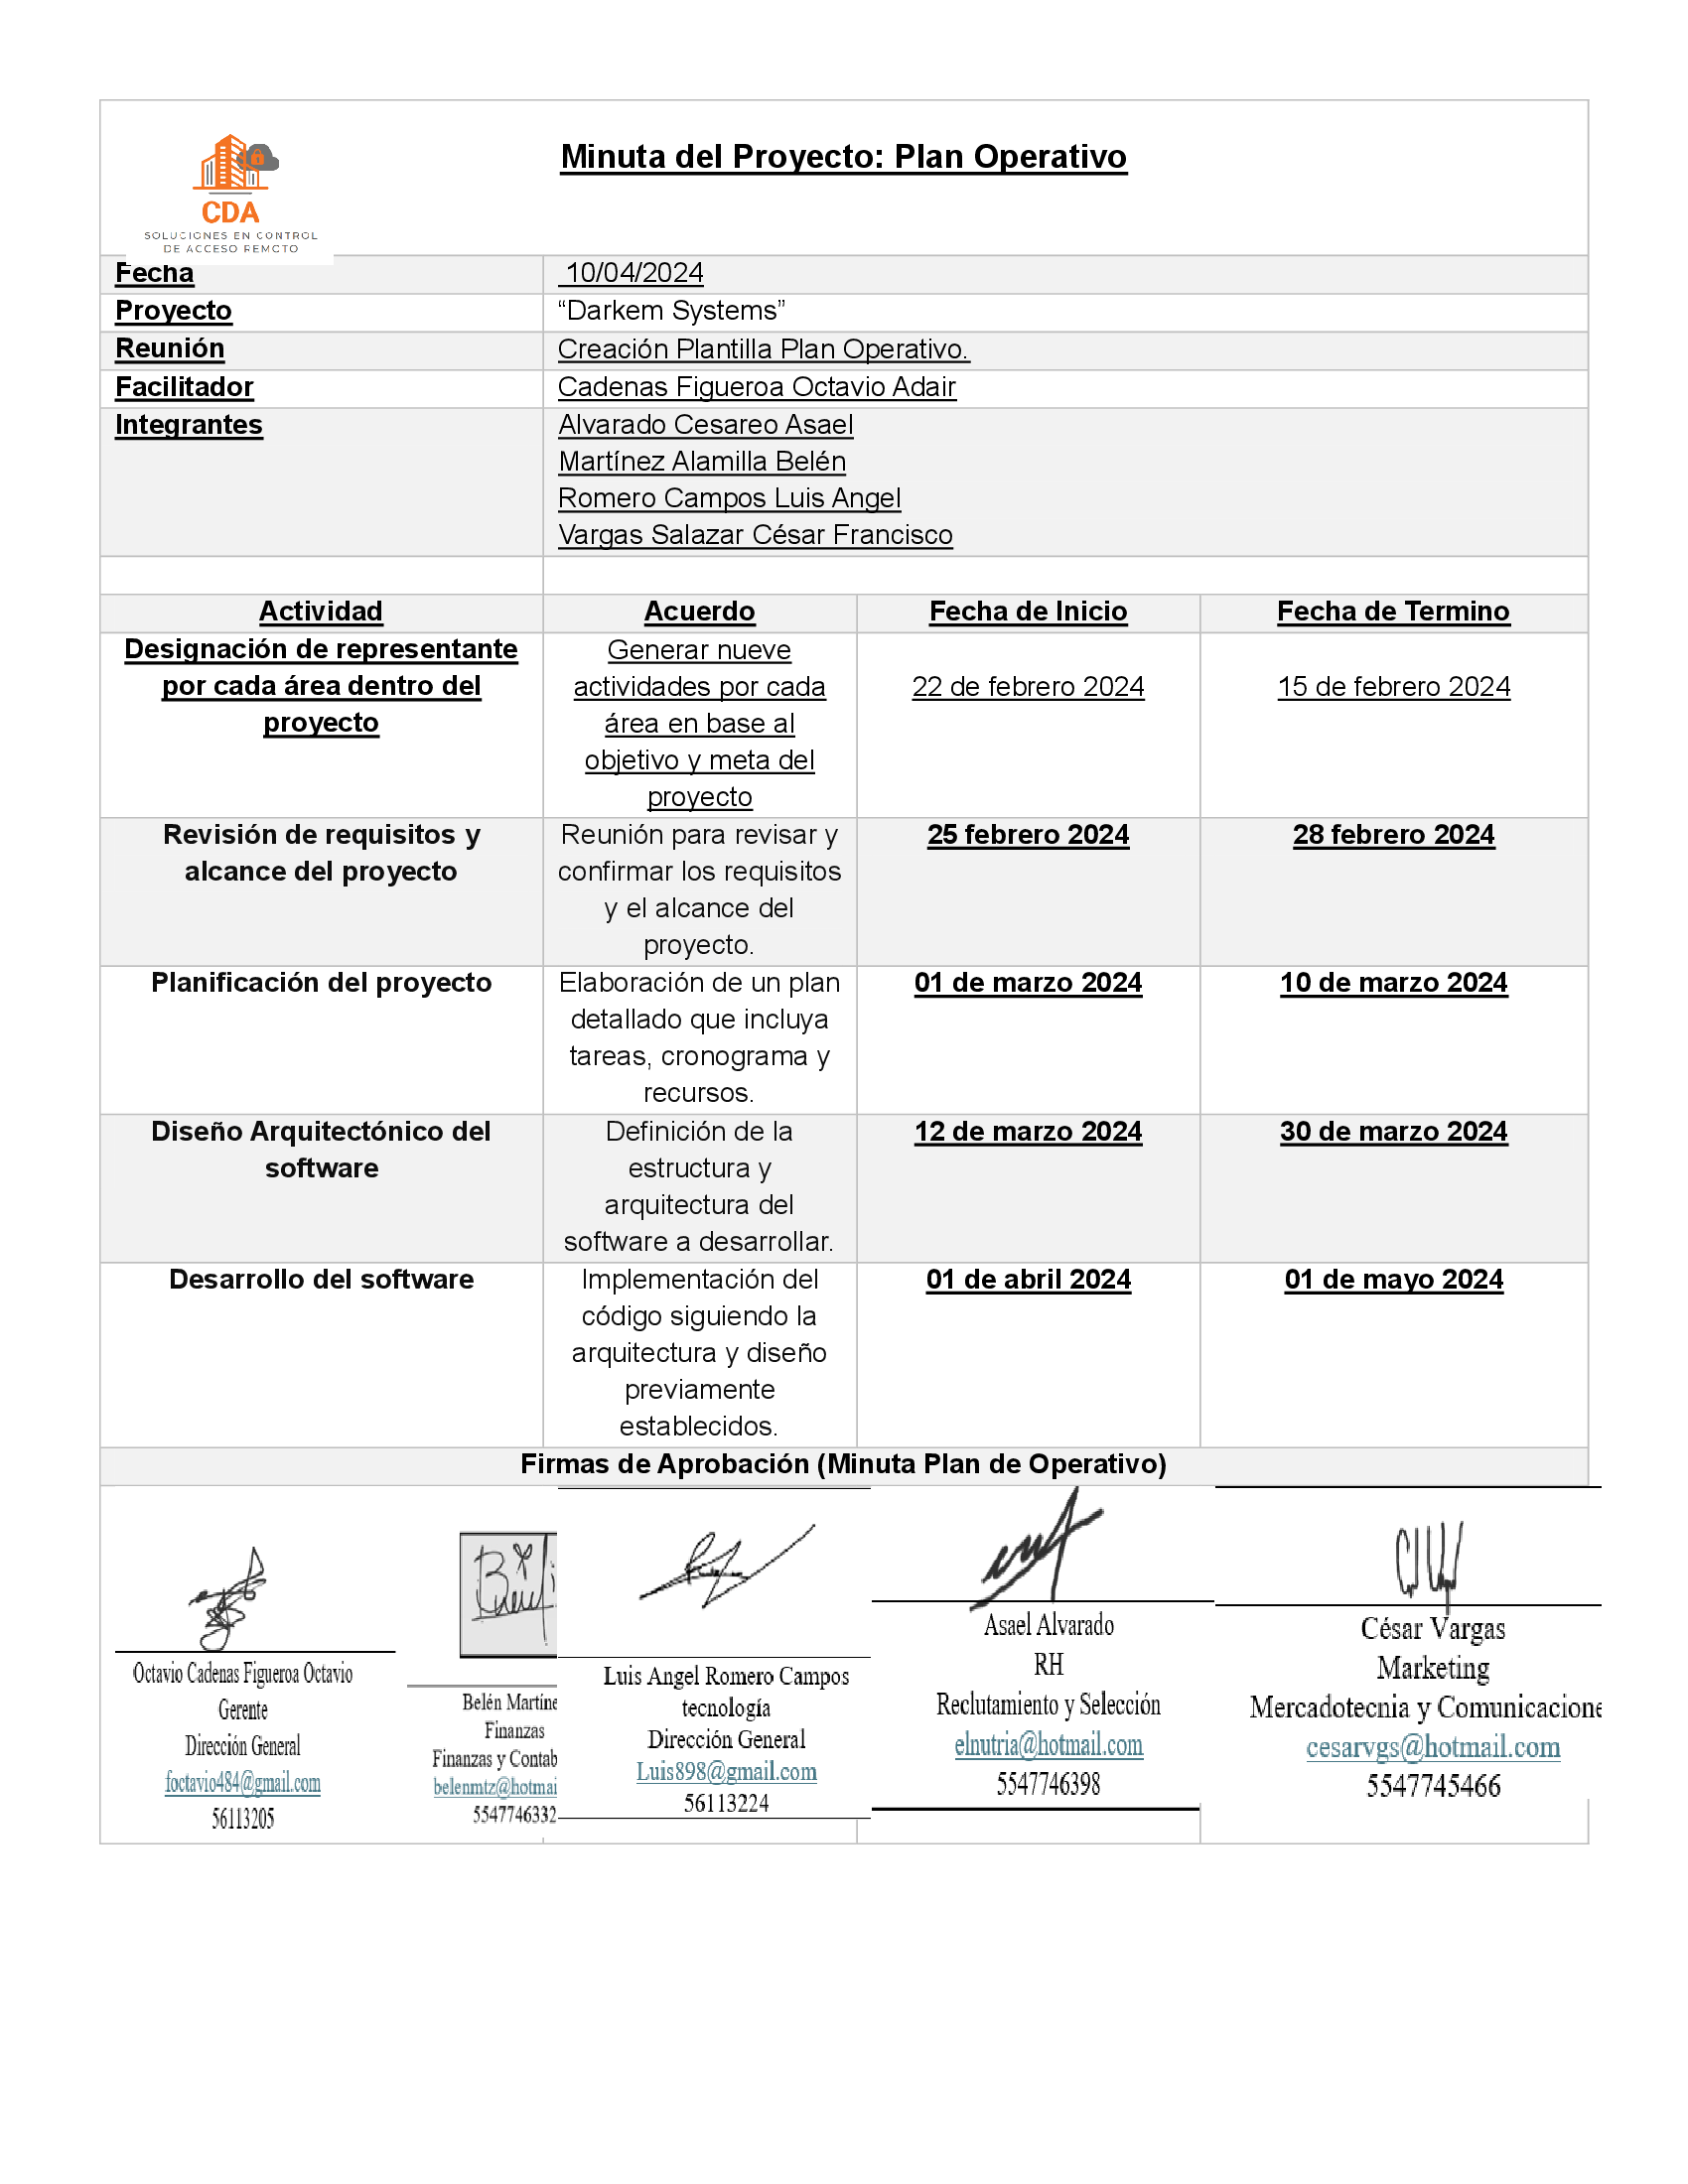 CDA
SOLUCIONES EN CONTROL
DE ACCESO REMOTO
Minuta del Proyecto: Plan Operativo
Fecha 10/04/2024
Proyecto “Darkem Systems”
Reunión Creación Plantilla Plan Operativo.
Facilitador Cadenas Figueroa Octavio Adair
Integrantes Alvarado Cesareo Asael
Martínez Alamilla Belén
Romero Campos Luis Angel
Vargas Salazar César Francisco
Actividad Acuerdo Fecha de Inicio Fecha de Termino
Designación de representante
por cada área dentro del
proyecto
Generar nueve
actividades por cada
área en base al
objetivo y meta del
proyecto
22 de febrero 2024
15 de febrero 2024
Revisión de requisitos y
alcance del proyecto
Reunión para revisar y
confirmar los requisitos
y el alcance del
proyecto.
25 febrero 2024
28 febrero 2024
Planificación del proyecto
Elaboración de un plan
detallado que incluya
tareas, cronograma y
recursos.
01 de marzo 2024
10 de marzo 2024
Diseño Arquitectónico del
software
Definición de la
estructura y
arquitectura del
software a desarrollar.
12 de marzo 2024
30 de marzo 2024
Desarrollo del software
Implementación del
código siguiendo la
arquitectura y diseño
previamente
establecidos.
01 de abril 2024
01 de mayo 2024
Firmas de Aprobación (Minuta Plan de Operativo)
Octavio Cadenas Figueroa Octavio
Gerente
Dirección General
foctavio484@gmail.com
56113205
Belén Martíne
Finanzas
Finanzas y Contab
belenmtz@hotmai
5547746332
Luis Angel Romero Campos
tecnología
Dirección General
Luis898@gmail.com
56113224
Asael Alvarado
RH
Reclutamiento y Selección
elnutria@hotmail.com
5547746398
César Vargas
Marketing
Mercadotecnia y Comunicacione
cesarvgs@hotmail.com
5547745466